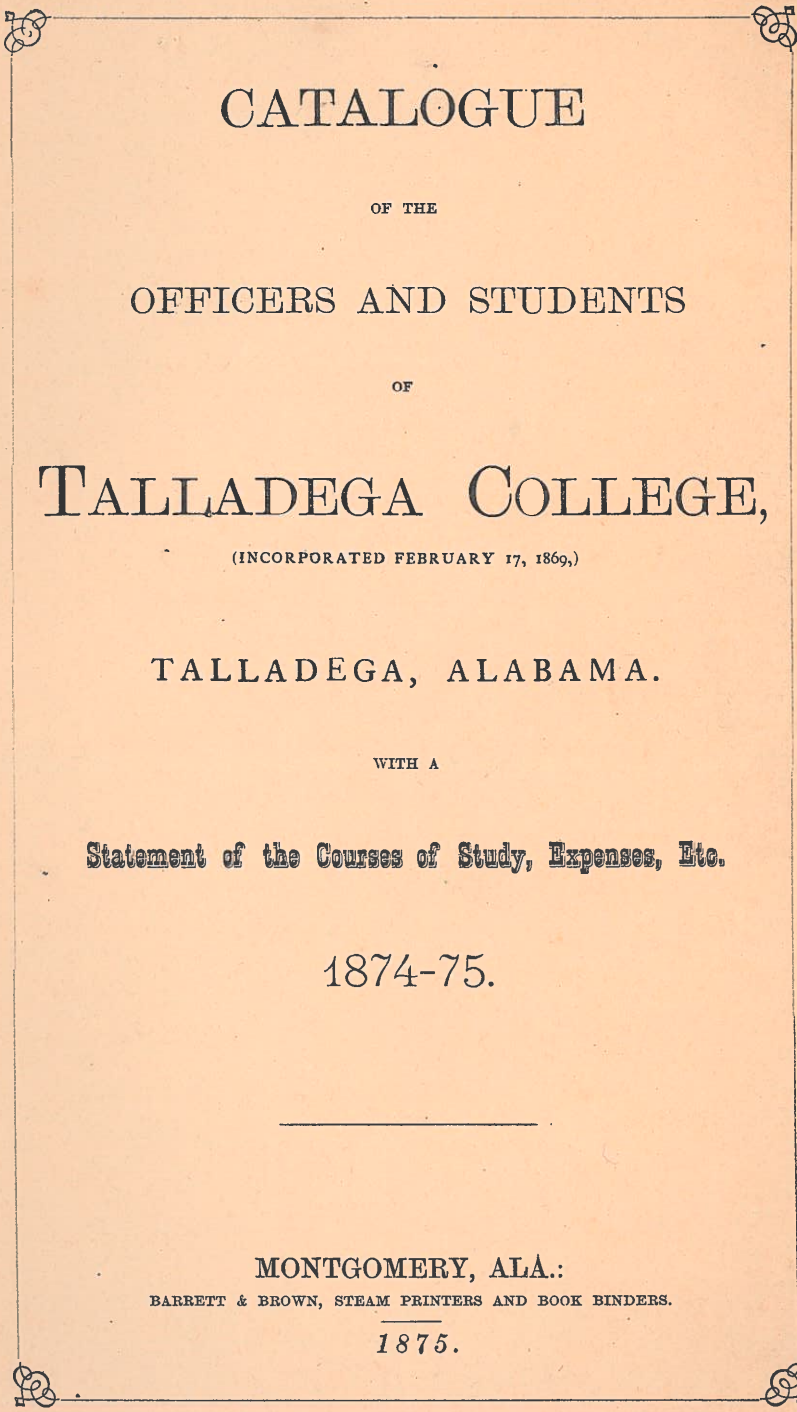 CATALOGUE
OF THE
OFFICERS AND STUDENTS
OF
TALLADEGA COLLEGE,
(INCORPORATED FEBRUARY 17, 1869,)
TALLADEGA, ALABAMA.
WITH A
Statement of the Courses of Study, Expenses, Etc.
1874-75.
MONTGOMERY, ALA.:
BARRETT & BROWN, STEAM PRINTERS AND BOOK BINDERS.
1875.